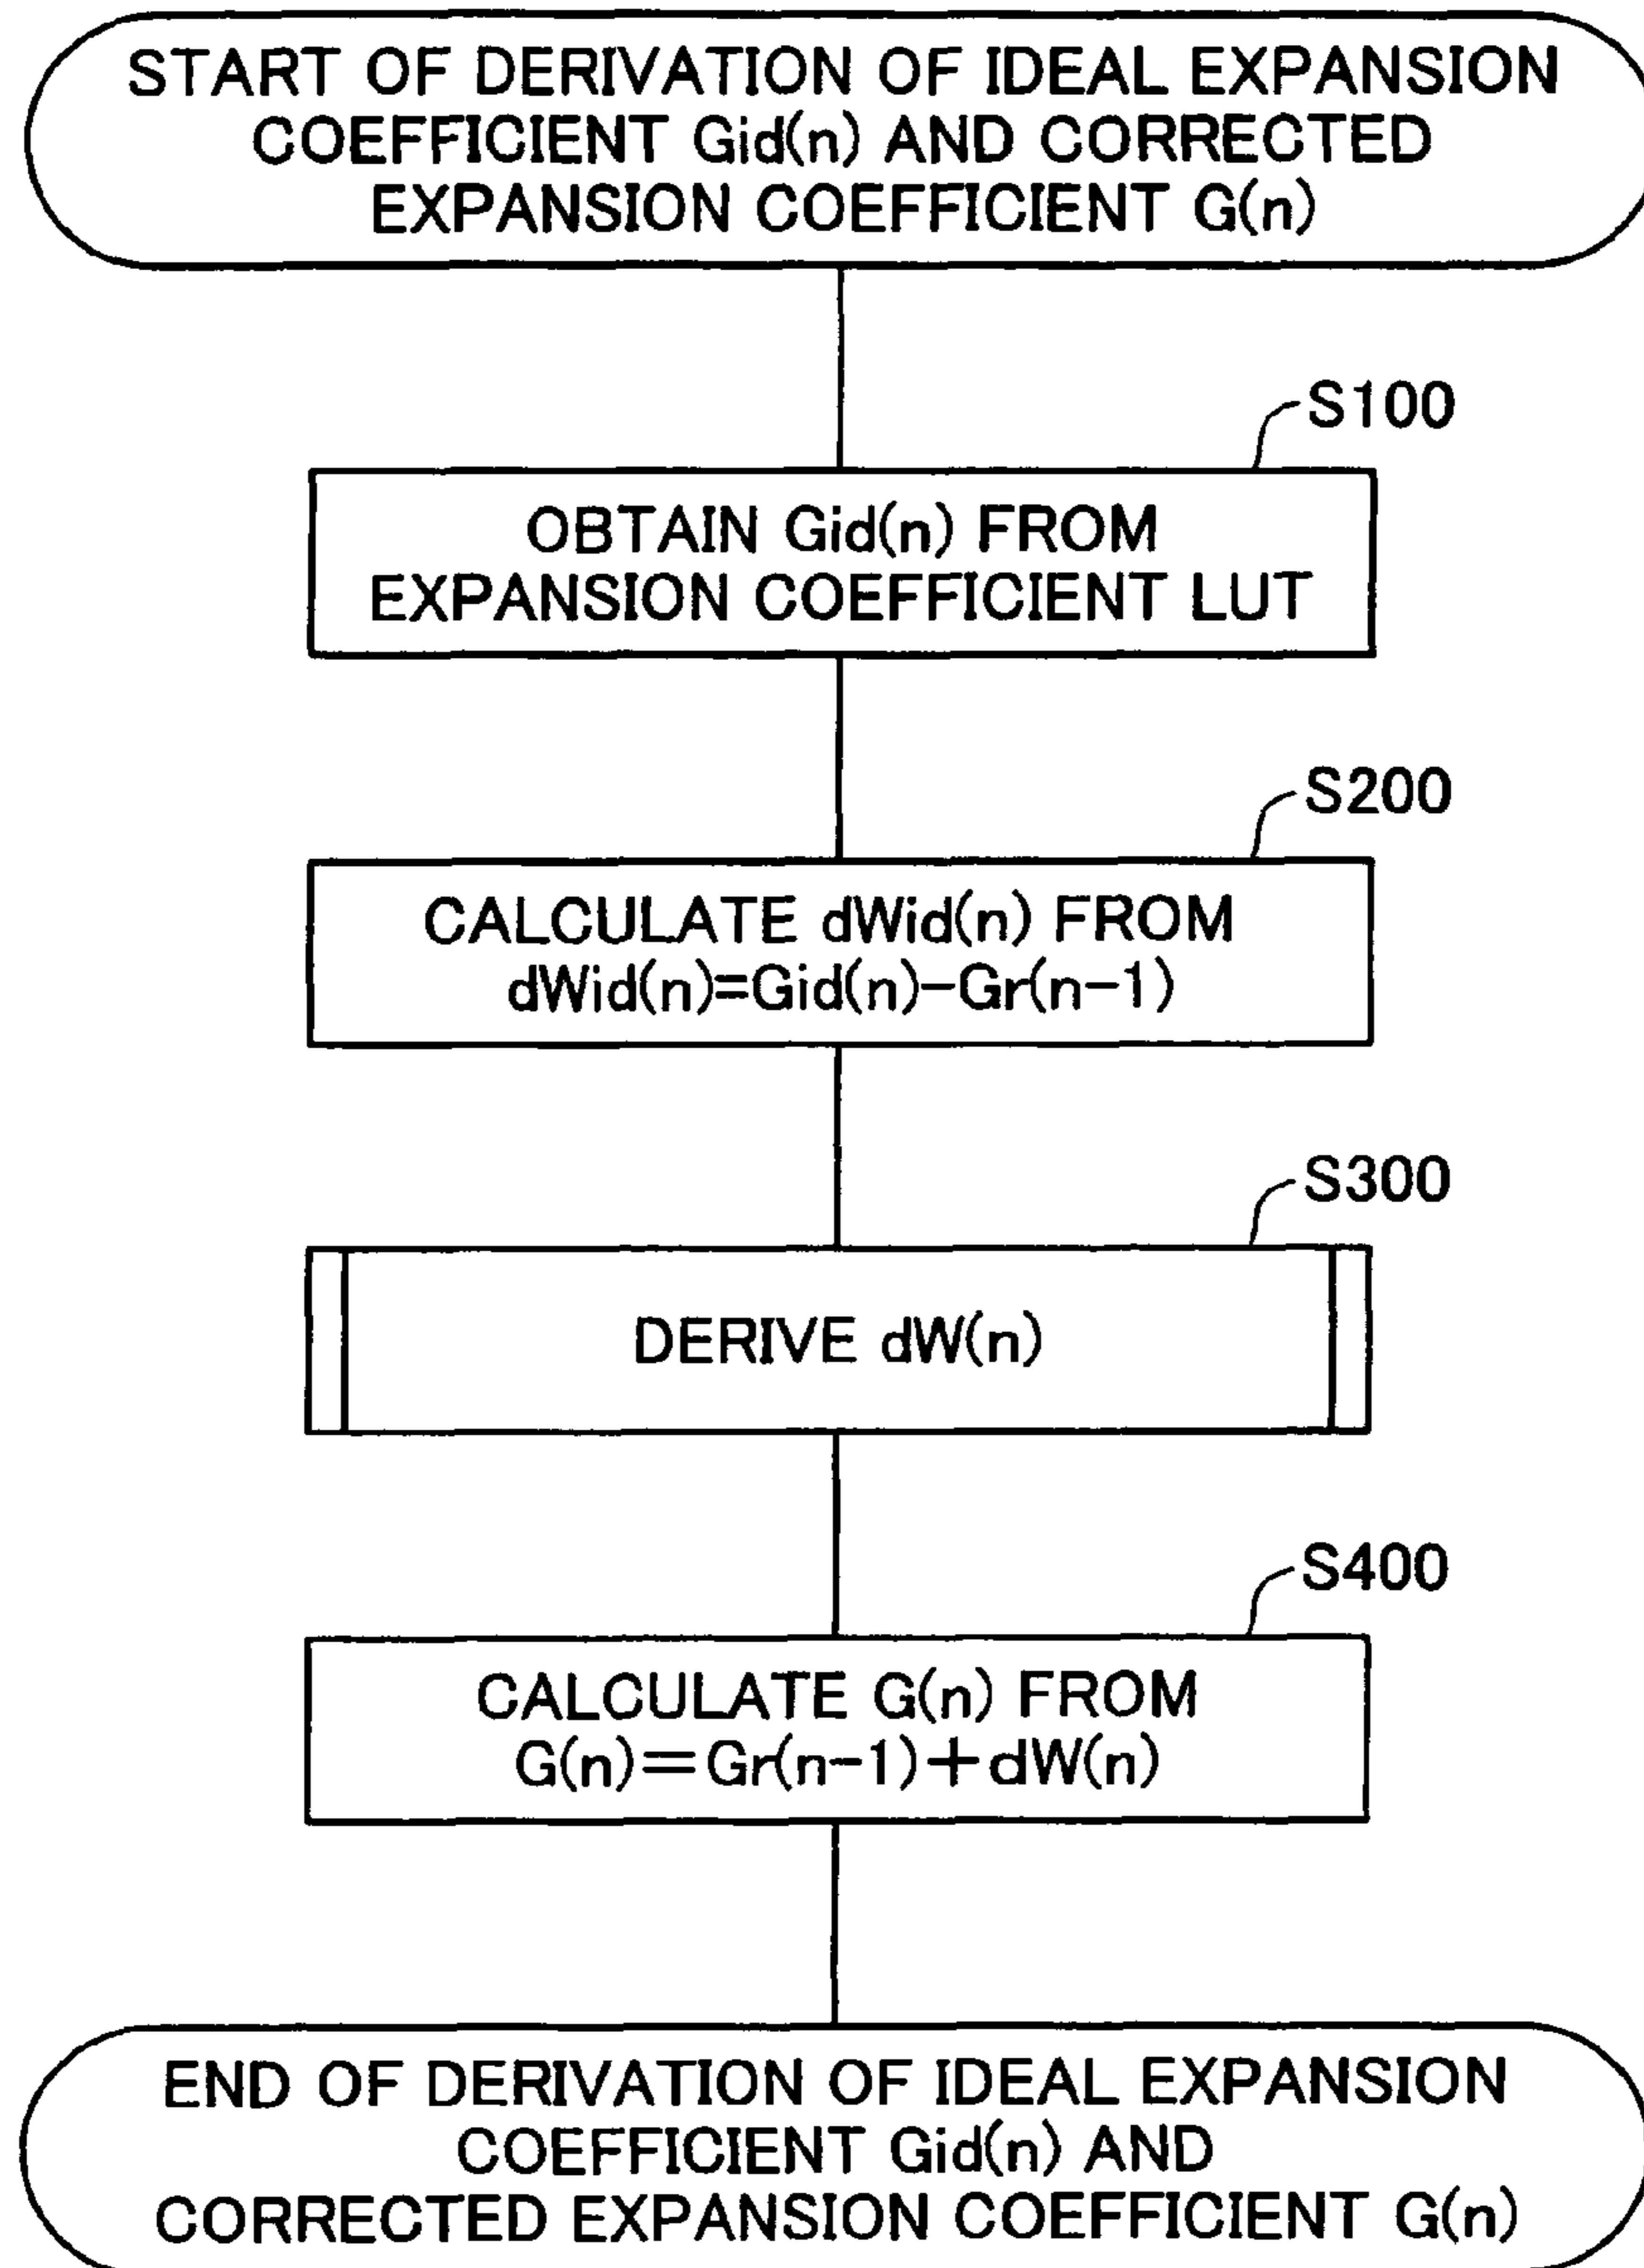 START OF DERIVATION OF IDEAL EXPANSION
COEFFICIENT Gid(n) AND CORRECTED
EXPANSION COEFFICIENT G(n)
S100
OBTAIN Gid(n) FROM
EXPANSION COEFFICIENT LUT
S200
CALCULATE dWid(n) FROM
dWid(n)=Gid(n)-Gr(n-1)
S300
DERIVE dW(n)
S400
CALCULATE G(n) FROM
G(n)=Gr(n-1)+dW(n)
END OF DERIVATION OF IDEAL EXPANSION
COEFFICIENT Gid(n) AND
CORRECTED EXPANSION COEFFICIENT G(n)